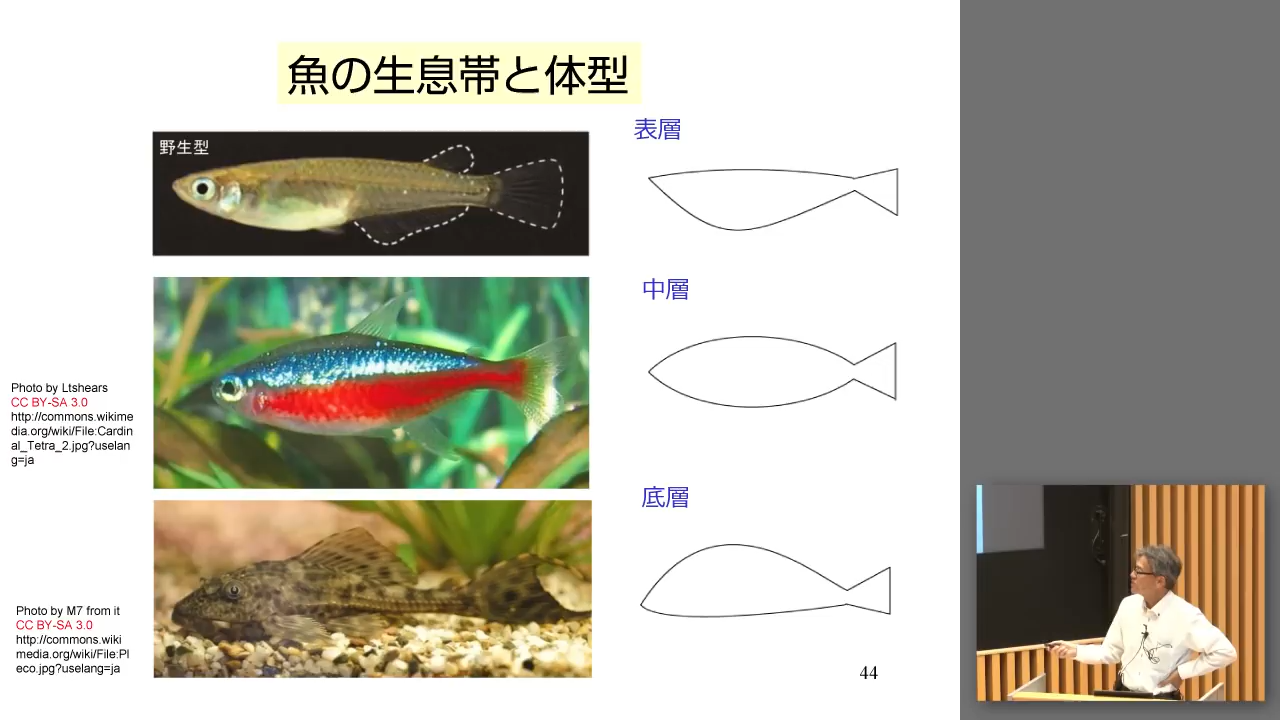 魚の生息帯と体型
野生型
表層
中層
Photo by Ltshears
CC BY-SA 3.0
http://commons.wikime
dia.org/wiki/File:Cardin
al_Tetra_2.jpg?uselan
g=ja
底層
Photo by M7 from it
CC BY-SA 3.0
http://commons.wiki
media.org/wiki/File:Pl
eco.jpg?uselang=ja
44